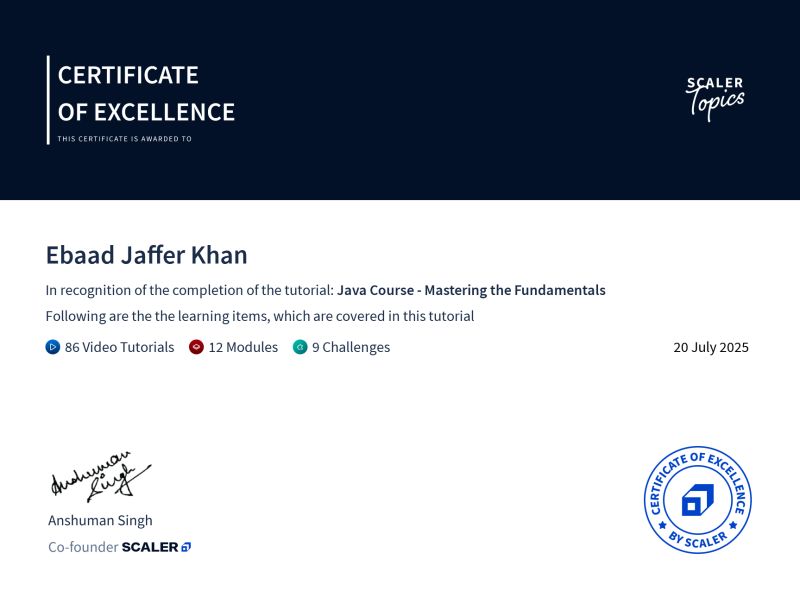 CERTIFICATE
OF EXCELLENCE
THIS CERTIFICATE IS AWARDED TO
SCALER
Topics
Ebaad Jaffer Khan
In recognition of the completion of the tutorial: Java Course - Mastering the Fundamentals
Following are the the learning items, which are covered in this tutorial
86 Video Tutorials 12 Modules 9 Challenges 20 July 2025
Anshuman
Singh
Anshuman Singh
Co-founder SCALER
CERTIFICATE OF EXCELLENCE
BY SCALER